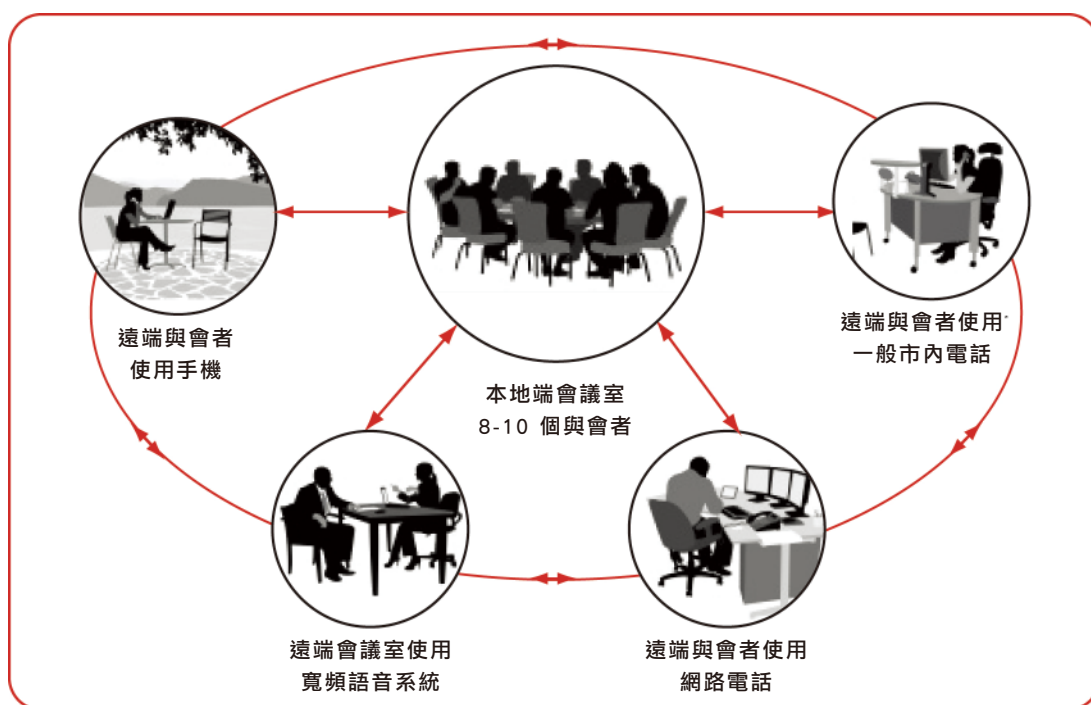 遠端與會者
使用手機
遠端與會者使用*
一般市內電話
本地端會議室
8-10 個與會者
遠端會議室使用
寬頻語音系統
遠端與會者使用
網路電話